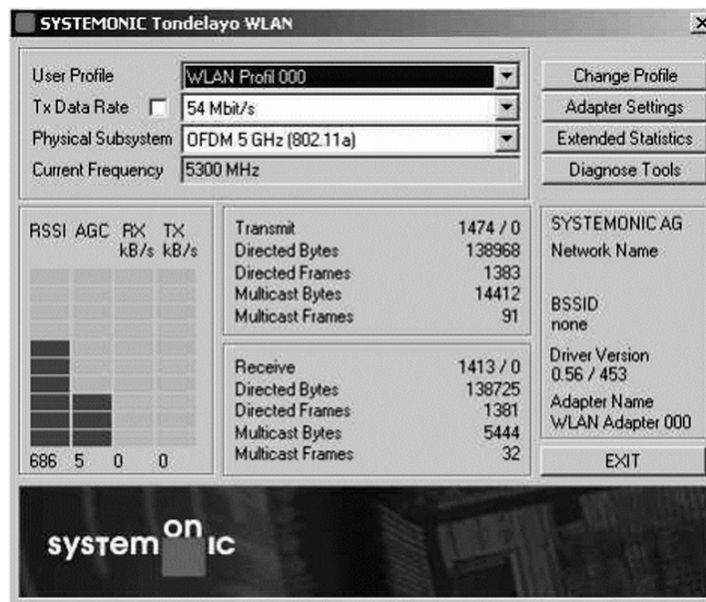 SYSTEMONIC Tondelayo WLAN
User Profile WLAN Profil 000 Change Profile
Tx Data Rate 54 Mbit/s Adapter Settings
Physical Subsystem OFDM 5 GHz (802.11a) Extended Statistics
Current Frequency 5300 MHz Diagnose Tools
RSSI AGC RX TX
kB/s kB/s
686 5 0 0
Transmit 1474 / 0
Directed Bytes 138968
Directed Frames 1383
Multicast Bytes 14412
Multicast Frames 91
Receive 1413 / 0
Directed Bytes 138725
Directed Frames 1381
Multicast Bytes 5444
Multicast Frames 32
SYSTEMONIC AG
Network Name
BSSID
none
Driver Version
0.56 / 453
Adapter Name
WLAN Adapter 000
EXIT
systemonic